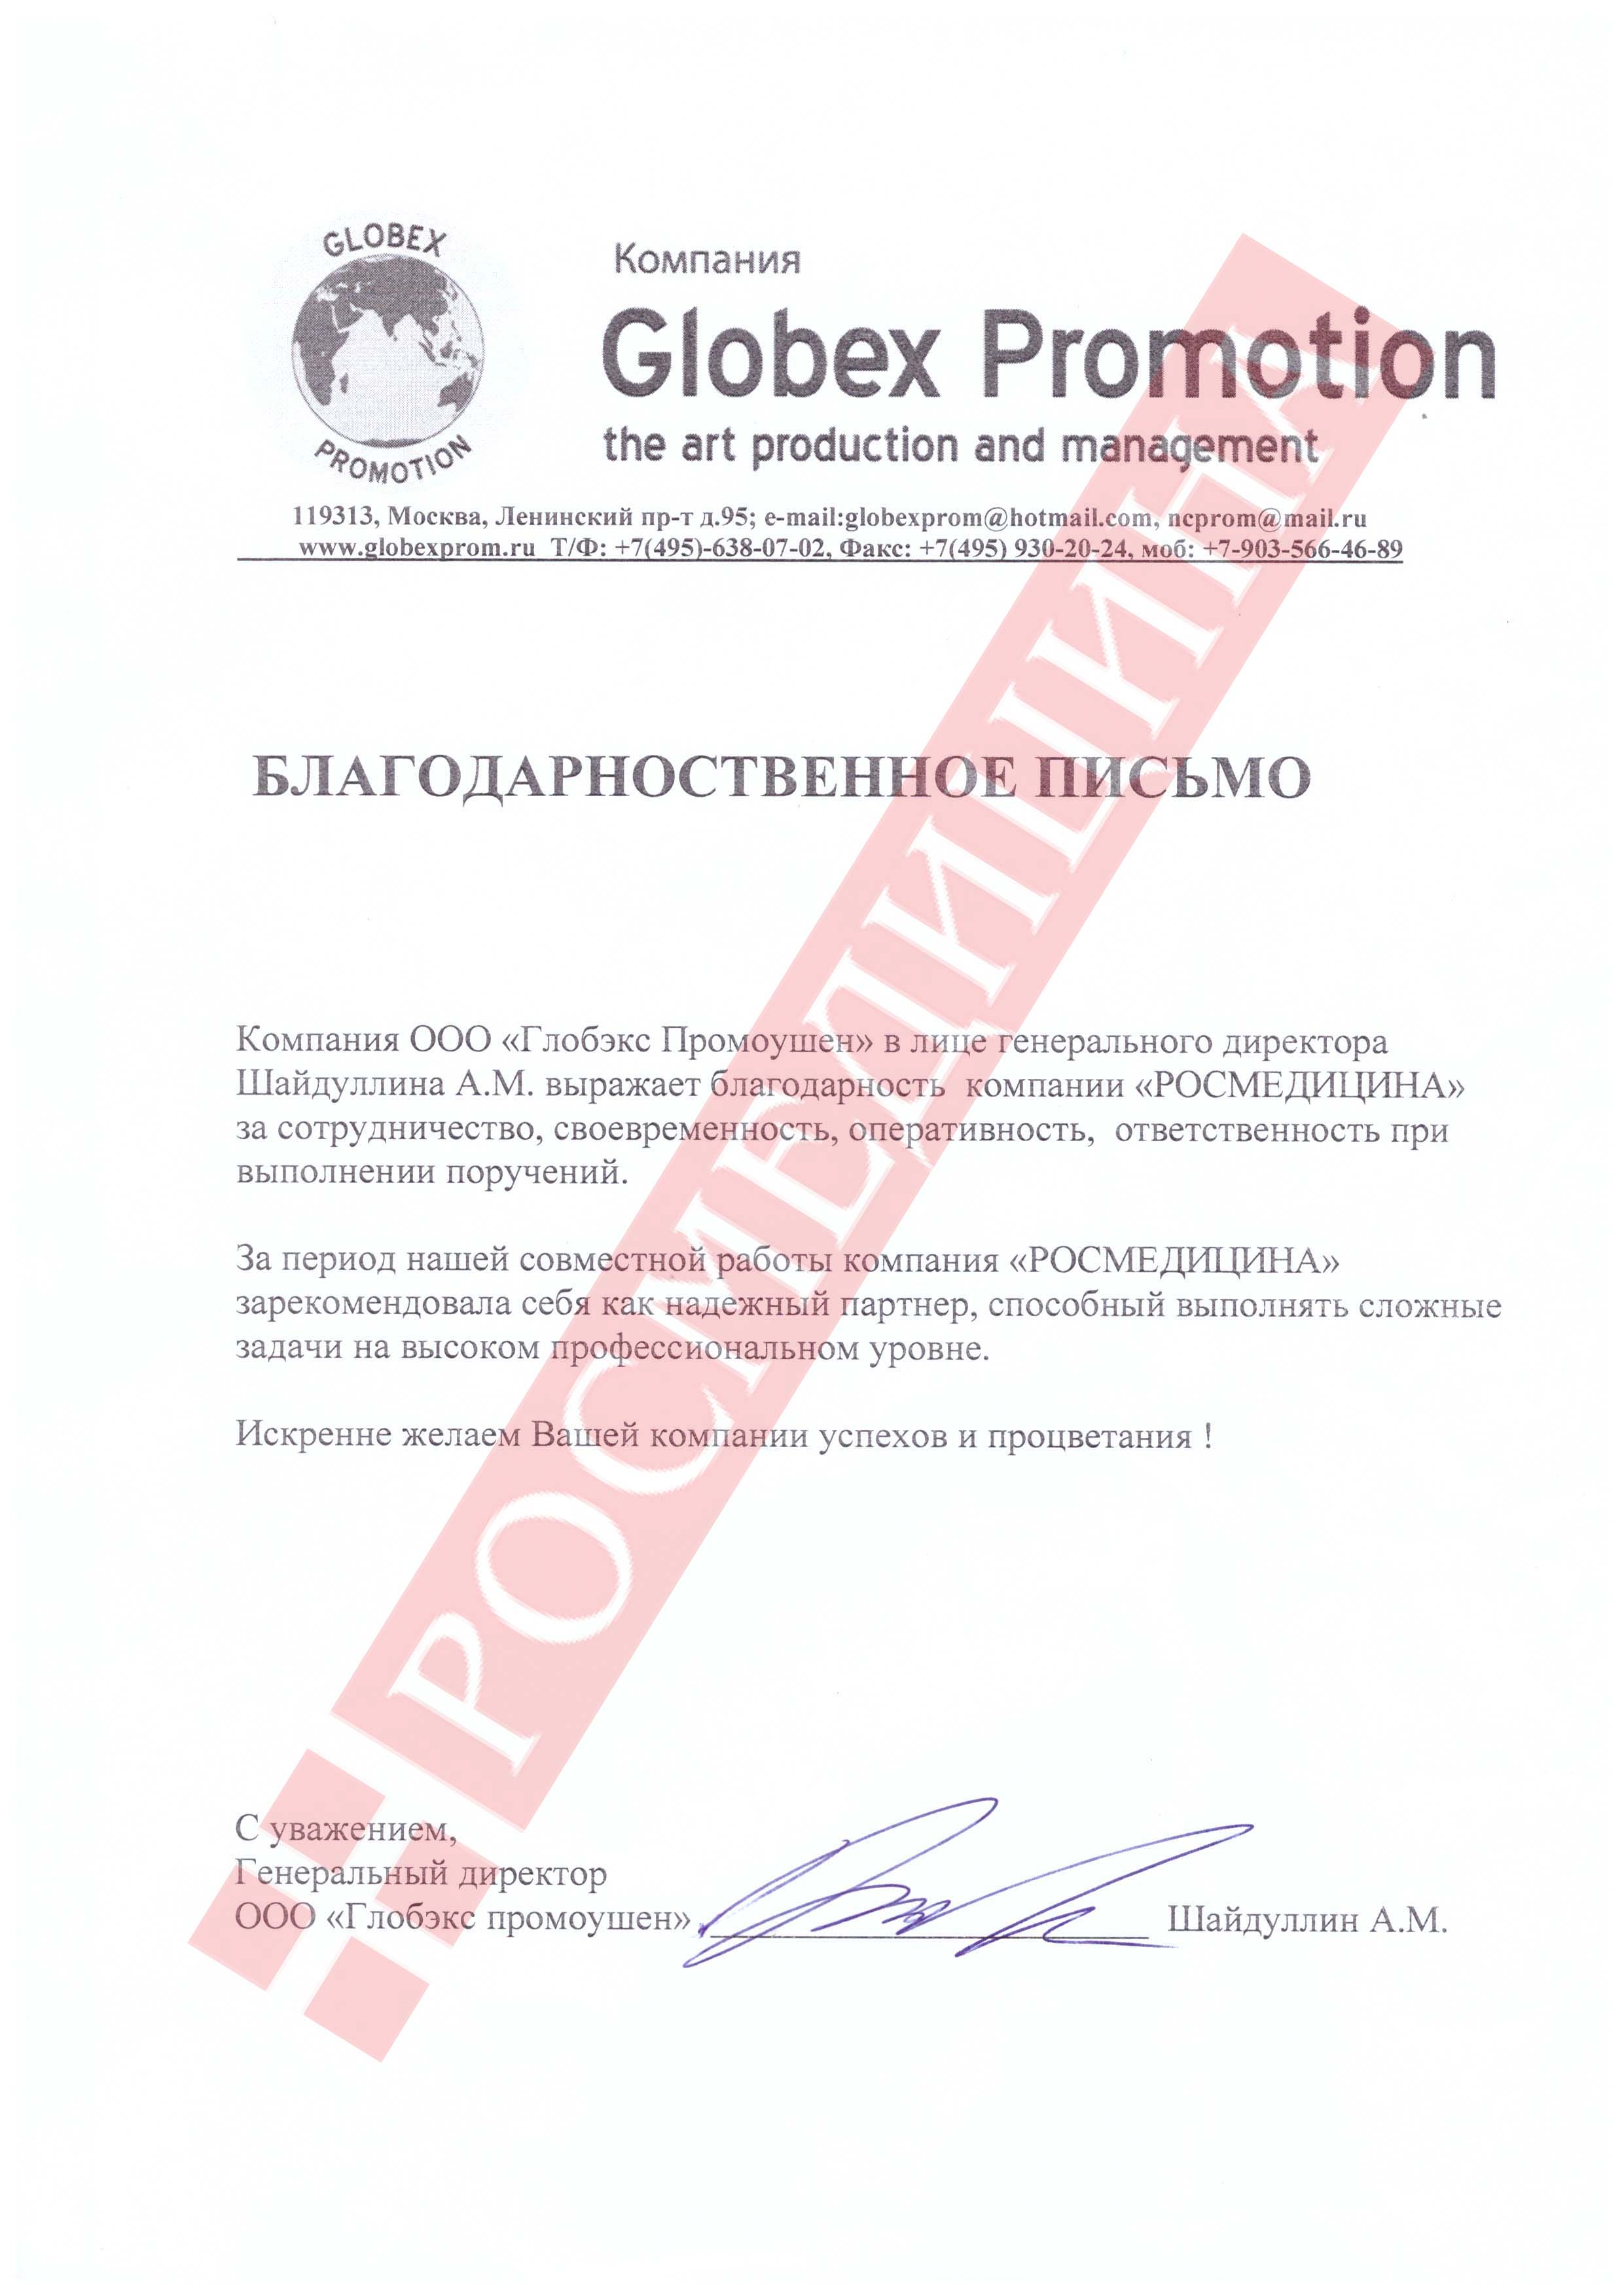 GLOBEX
PROMOTION
Компания
Globex Promotion
the art production and management
119313, Москва, Ленинский пр-т д.95; e-mail:globexprom@hotmail.com, ncprom@mail.ru
www.globexprom.ru Т/Ф: +7(495)-638-07-02, Факс: +7(495) 930-20-24, моб: +7-903-566-46-89
БЛАГОДАРНОСТВЕННОЕ ПИСЬМО
Компания ООО «Глобэкс Промоушен» в лице генерального директора
Шайдуллина А.М. выражает благодарность компании «РОСМЕДИЦИНА»
за сотрудничество, своевременность, оперативность, ответственность при
выполнении поручений.
За период нашей совместной работы компания «РОСМЕДИЦИНА»
зарекомендовала себя как надежный партнер, способный выполнять сложные
задачи на высоком профессиональном уровне.
Искренне желаем Вашей компании успехов и процветания !
С уважением,
Генеральный директор
ООО «Глобэкс промоушен» Шайдуллин А.М.
РОСМЕДИЦИНА